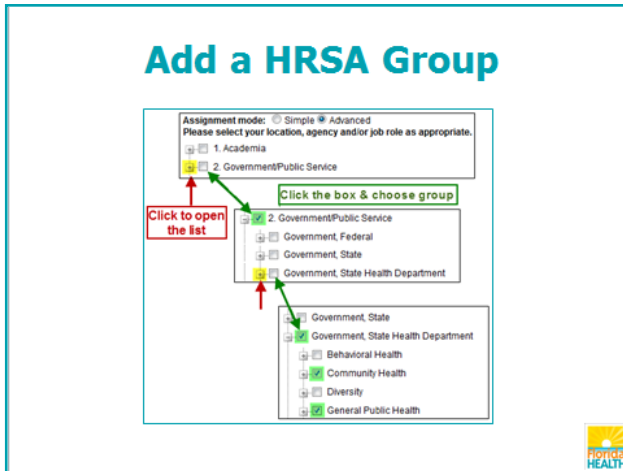 Add a HRSA Group
Assignment mode: Simple Advanced
Please select your location, agency and/or job role as appropriate.
1. Academia
2. Government/Public Service
Click the box & choose group
Click to open
the list
2. Government/Public Service
Government, Federal
Government, State
Government, State Health Department
Government, State
Government, State Health Department
Behavioral Health
Community Health
Diversity
General Public Health
Florida
HEALTH